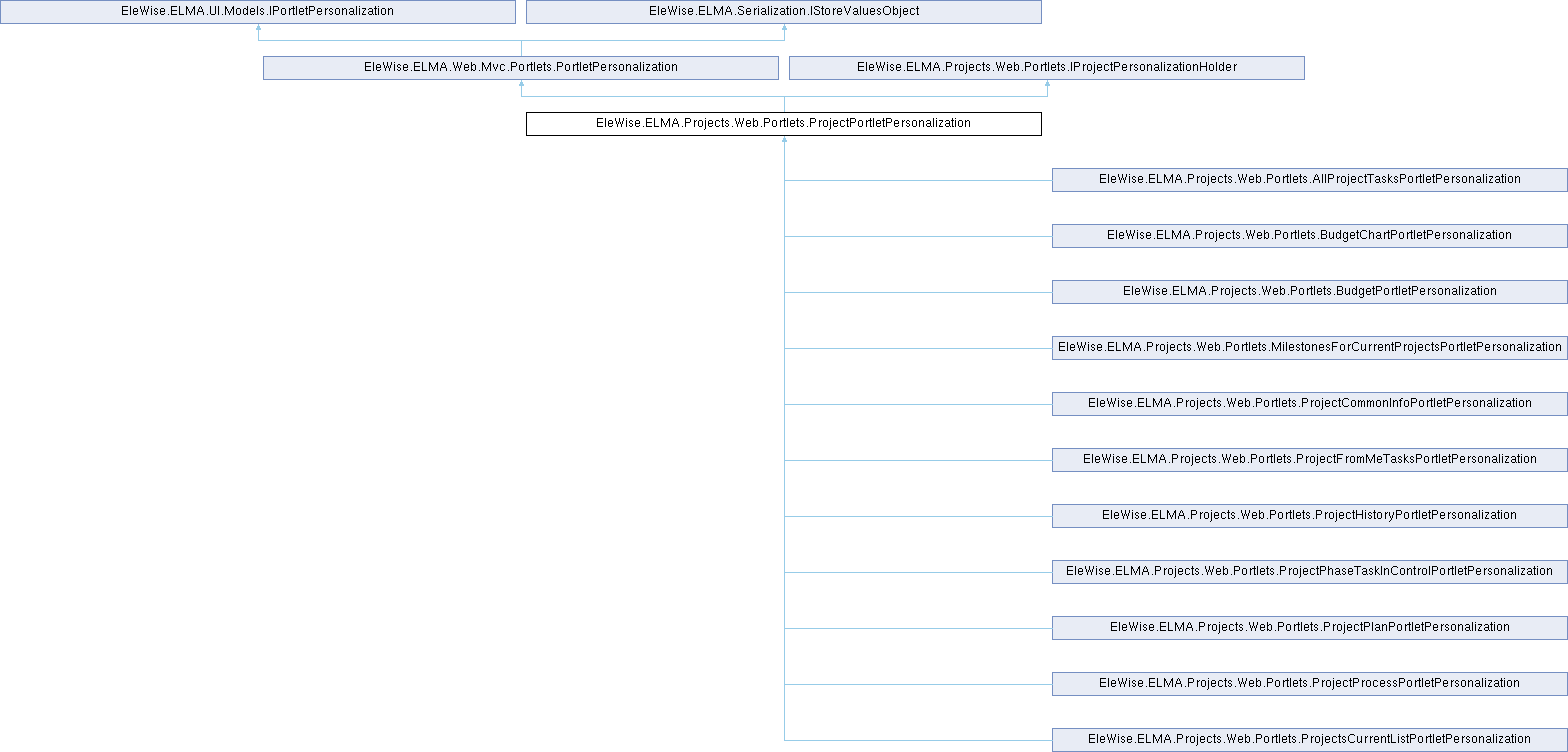 EleWise.ELMA.UI.Models.IPortletPersonalization
EleWise.ELMA.Serialization.IStoreValuesObject
EleWise.ELMA.Web.Mvc.Portlets.PortletPersonalization
EleWise.ELMA.Projects.Web.Portlets.IProjectPersonalizationHolder
EleWise.ELMA.Projects.Web.Portlets.ProjectPortletPersonalization
EleWise.ELMA.Projects.Web.Portlets.AllProjectTasksPortletPersonalization
EleWise.ELMA.Projects.Web.Portlets.BudgetChartPortletPersonalization
EleWise.ELMA.Projects.Web.Portlets.BudgetPortletPersonalization
EleWise.ELMA.Projects.Web.Portlets.MilestonesForCurrentProjectsPortletPersonalization
EleWise.ELMA.Projects.Web.Portlets.ProjectCommonInfoPortletPersonalization
EleWise.ELMA.Projects.Web.Portlets.ProjectFromMeTasksPortletPersonalization
EleWise.ELMA.Projects.Web.Portlets.ProjectHistoryPortletPersonalization
EleWise.ELMA.Projects.Web.Portlets.ProjectPhaseTaskInControlPortletPersonalization
EleWise.ELMA.Projects.Web.Portlets.ProjectPlanPortletPersonalization
EleWise.ELMA.Projects.Web.Portlets.ProjectProcessPortletPersonalization
EleWise.ELMA.Projects.Web.Portlets.ProjectsCurrentListPortletPersonalization